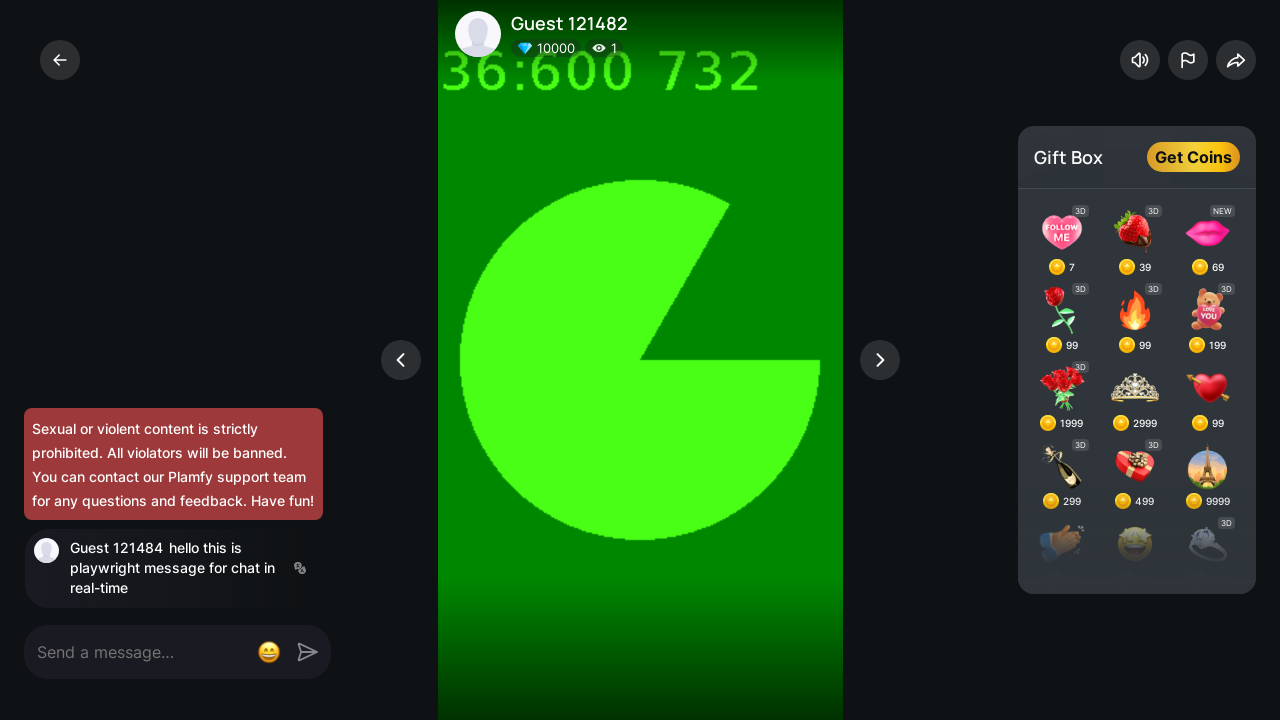 Guest 121482
10000 1
36:600 732
Gift Box
Get Coins
3D
3D
NEW
FOLLOW
ME
7
39
69
3D
3D
3D
LOVE
YOU
99
99
199
3D
1999
2999
99
3D
3D
299
499
9999
3D
Sexual or violent content is strictly
prohibited. All violators will be banned.
You can contact our Plamfy support team
for any questions and feedback. Have fun!
Guest 121484 hello this is
playwright message for chat in
real-time
Send a message...